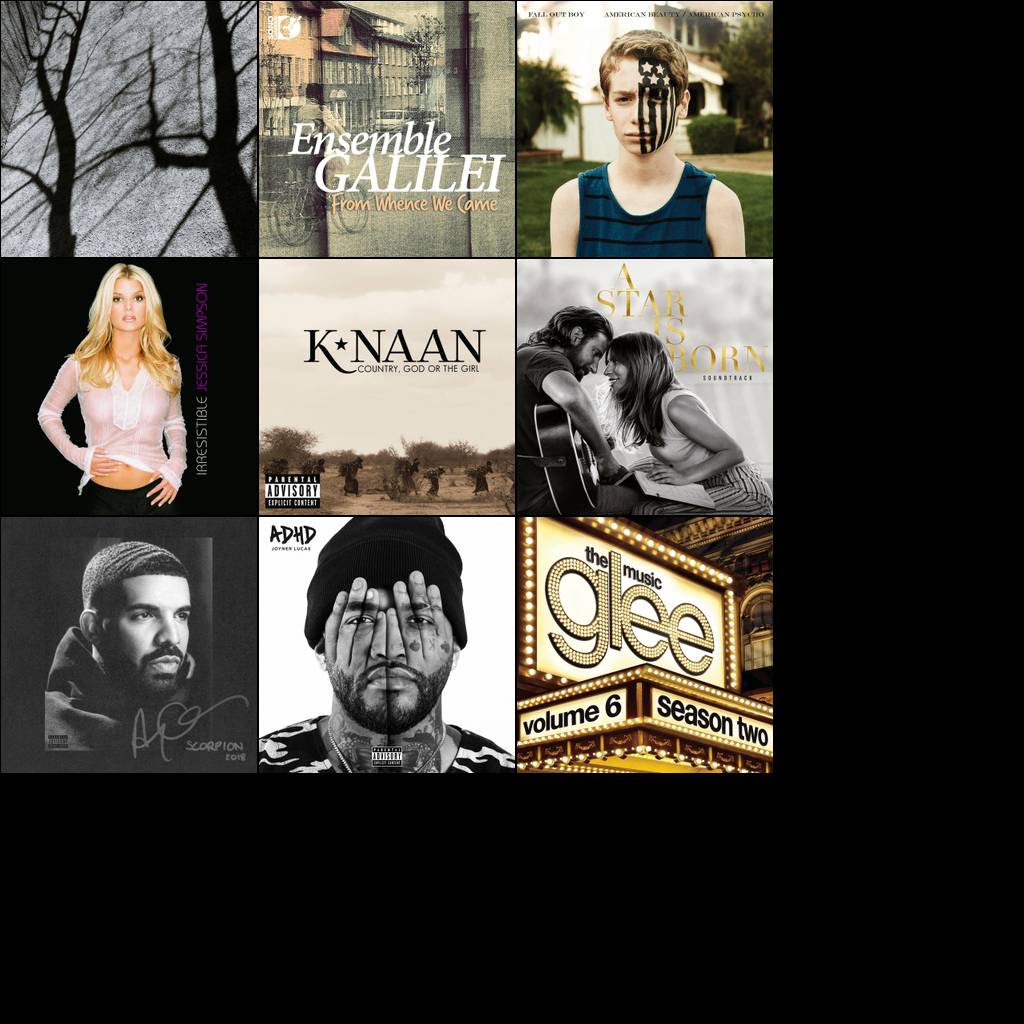 SONO
Ensemble
GALILEI
From Whence We Came
FALL OUT BOY
AMERICAN BEAUTY / AMERICAN PSYCHO
IRRESISTIBLE JESSICA SIMPSON
K★NAAN
COUNTRY, GOD OR THE GIRL
PARENTAL
ADVISORY
EXPLICIT CONTENT
A
STAR
IS
BORN
SOUNDTRACK
SCORPION
2018
ADHD
JOYNER LUCAS
PARENTAL
ADVISORY
EXPLICIT CONTENT
the music
glee
volume 6
season two